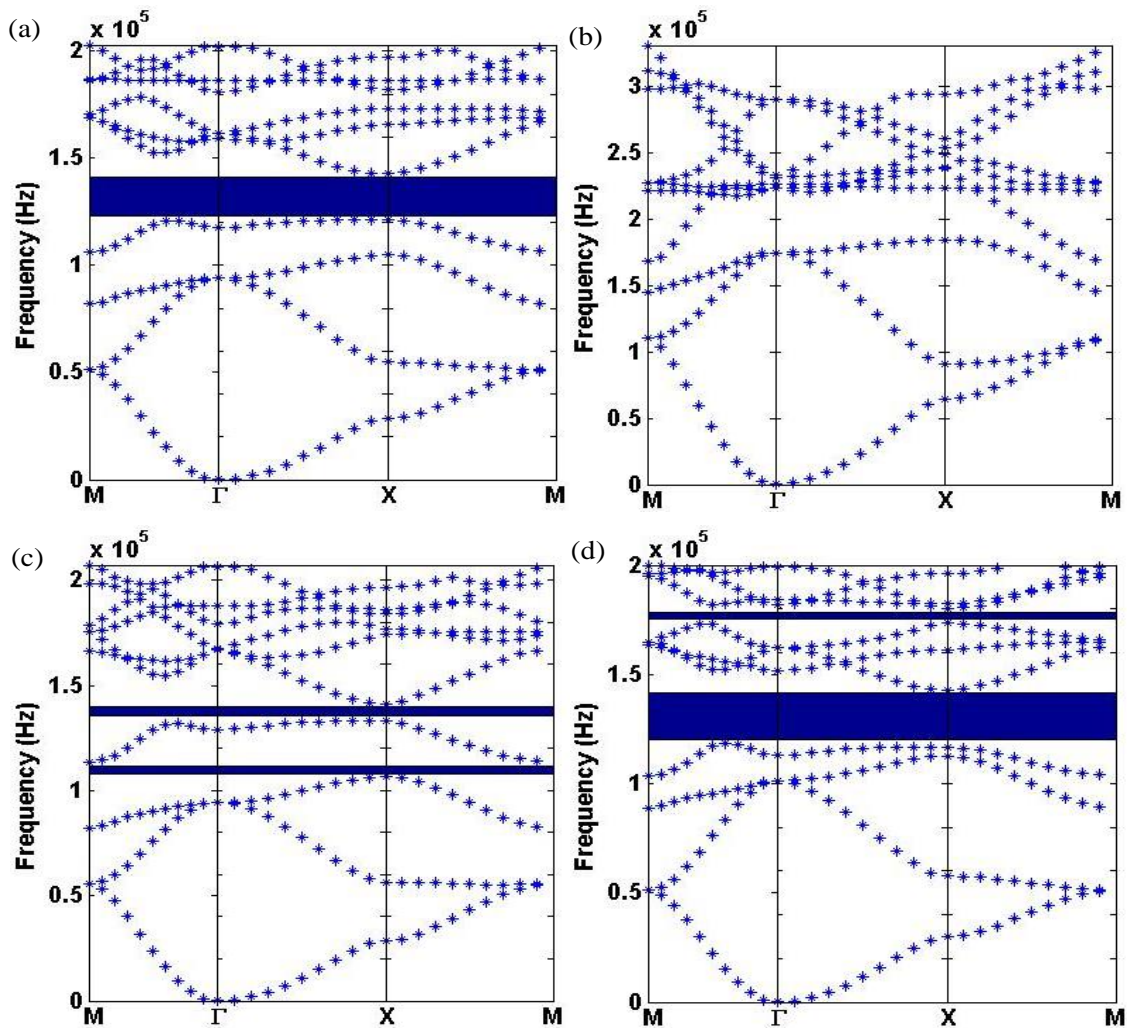 (a)
x 10^5
Frequency (Hz)
2
1.5
1
0.5
0
M Γ X M
(b)
x 10^5
Frequency (Hz)
3
2.5
2
1.5
1
0.5
0
M Γ X M
(c)
x 10^5
Frequency (Hz)
2
1.5
1
0.5
0
M Γ X M
(d)
x 10^5
Frequency (Hz)
2
1.5
1
0.5
0
M Γ X M